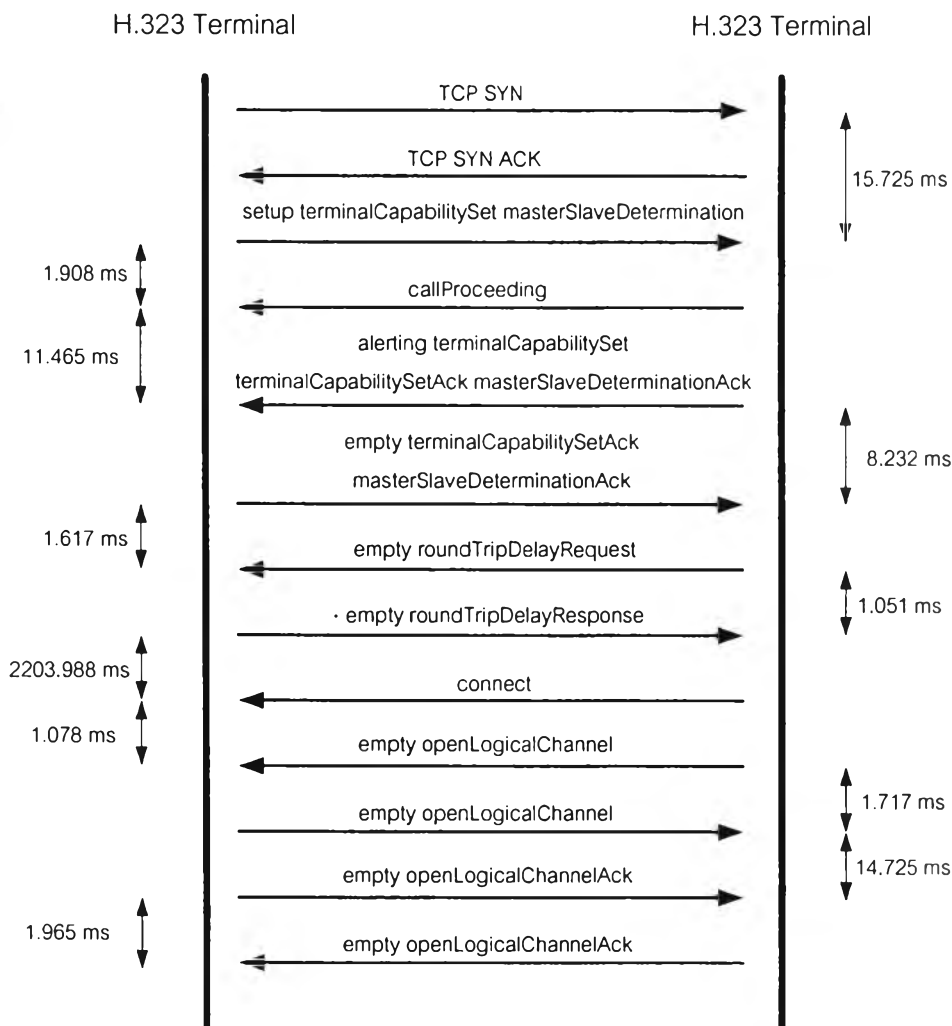 H.323 Terminal
H.323 Terminal
TCP SYN
TCP SYN ACK
15.725 ms
setup terminalCapabilitySet masterSlaveDetermination
1.908 ms
callProceeding
alerting terminalCapabilitySet
11.465 ms
terminalCapabilitySetAck masterSlaveDeterminationAck
empty terminalCapabilitySetAck
8.232 ms
masterSlaveDeterminationAck
1.617 ms
empty roundTripDelayRequest
1.051 ms
empty roundTripDelayResponse
2203.988 ms
connect
1.078 ms
empty openLogicalChannel
1.717 ms
empty openLogicalChannel
14.725 ms
empty openLogicalChannelAck
1.965 ms
empty openLogicalChannelAck